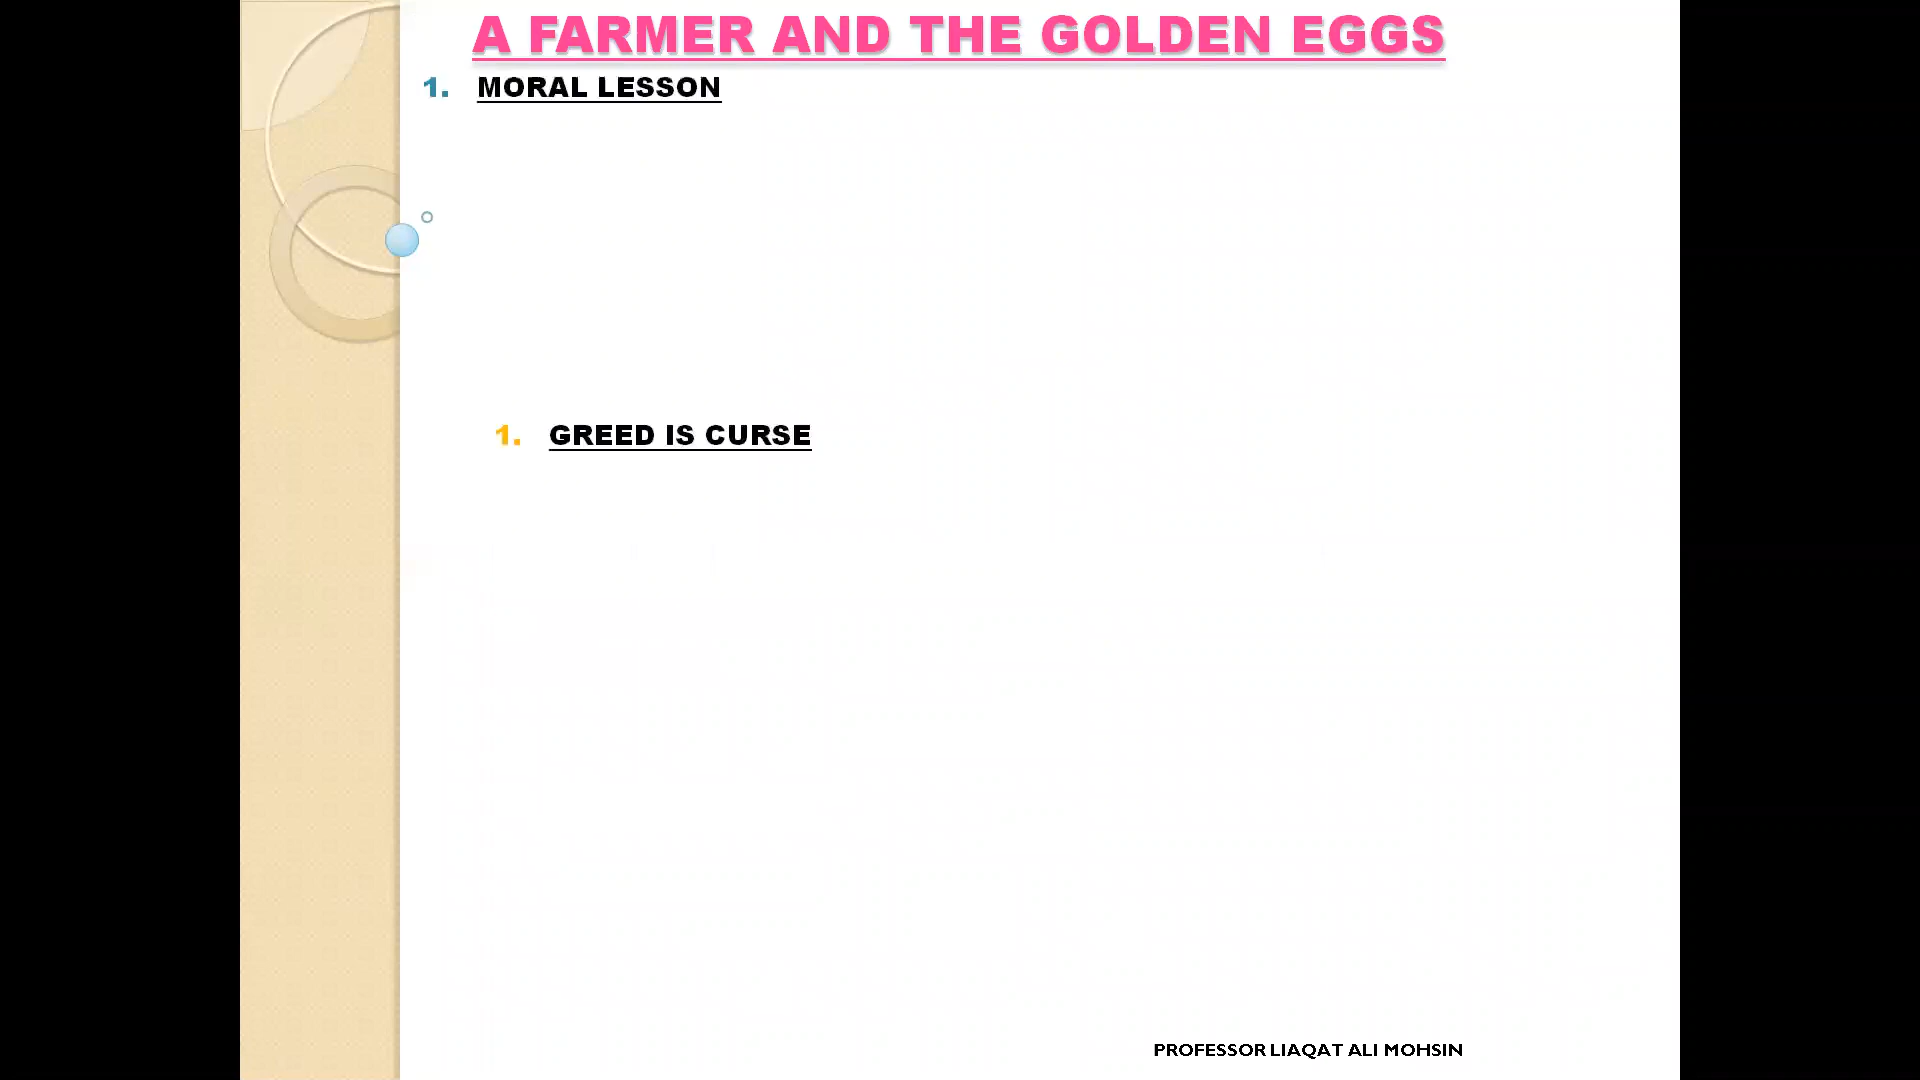 A FARMER AND THE GOLDEN EGGS
1. MORAL LESSON
1. GREED IS CURSE
PROFESSOR LIAQAT ALI MOHSIN